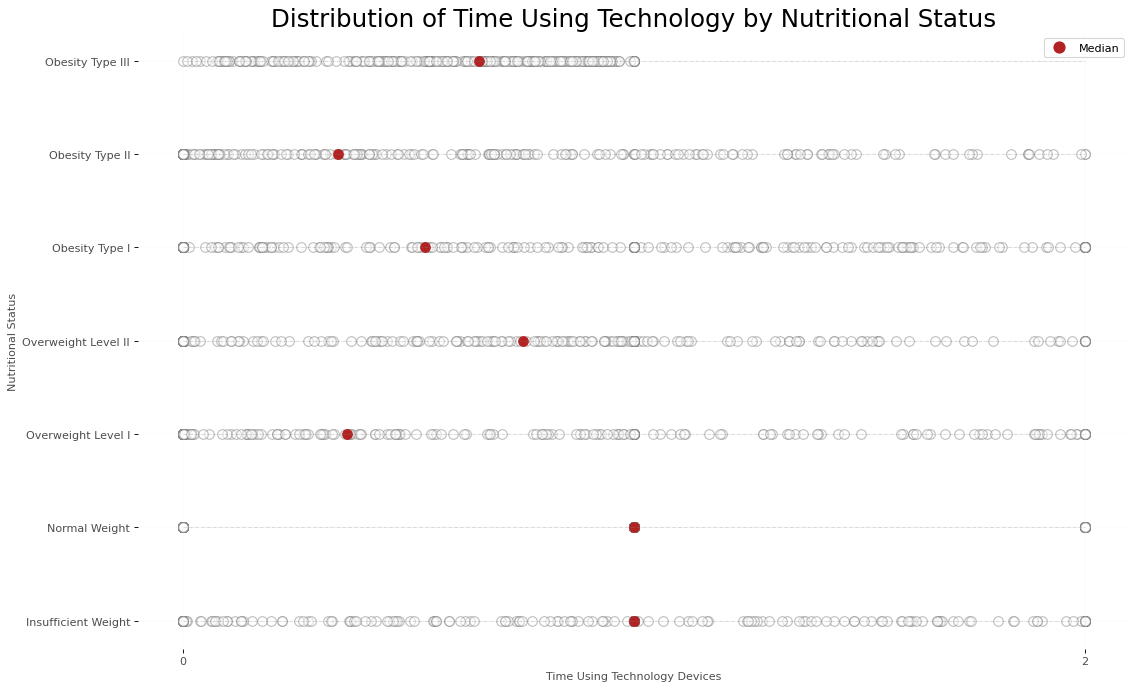 Distribution of Time Using Technology by Nutritional Status
Median
Obesity Type III
Obesity Type II
Obesity Type I
Overweight Level II
Overweight Level I
Normal Weight
Insufficient Weight
Nutritional Status
0
2
Time Using Technology Devices